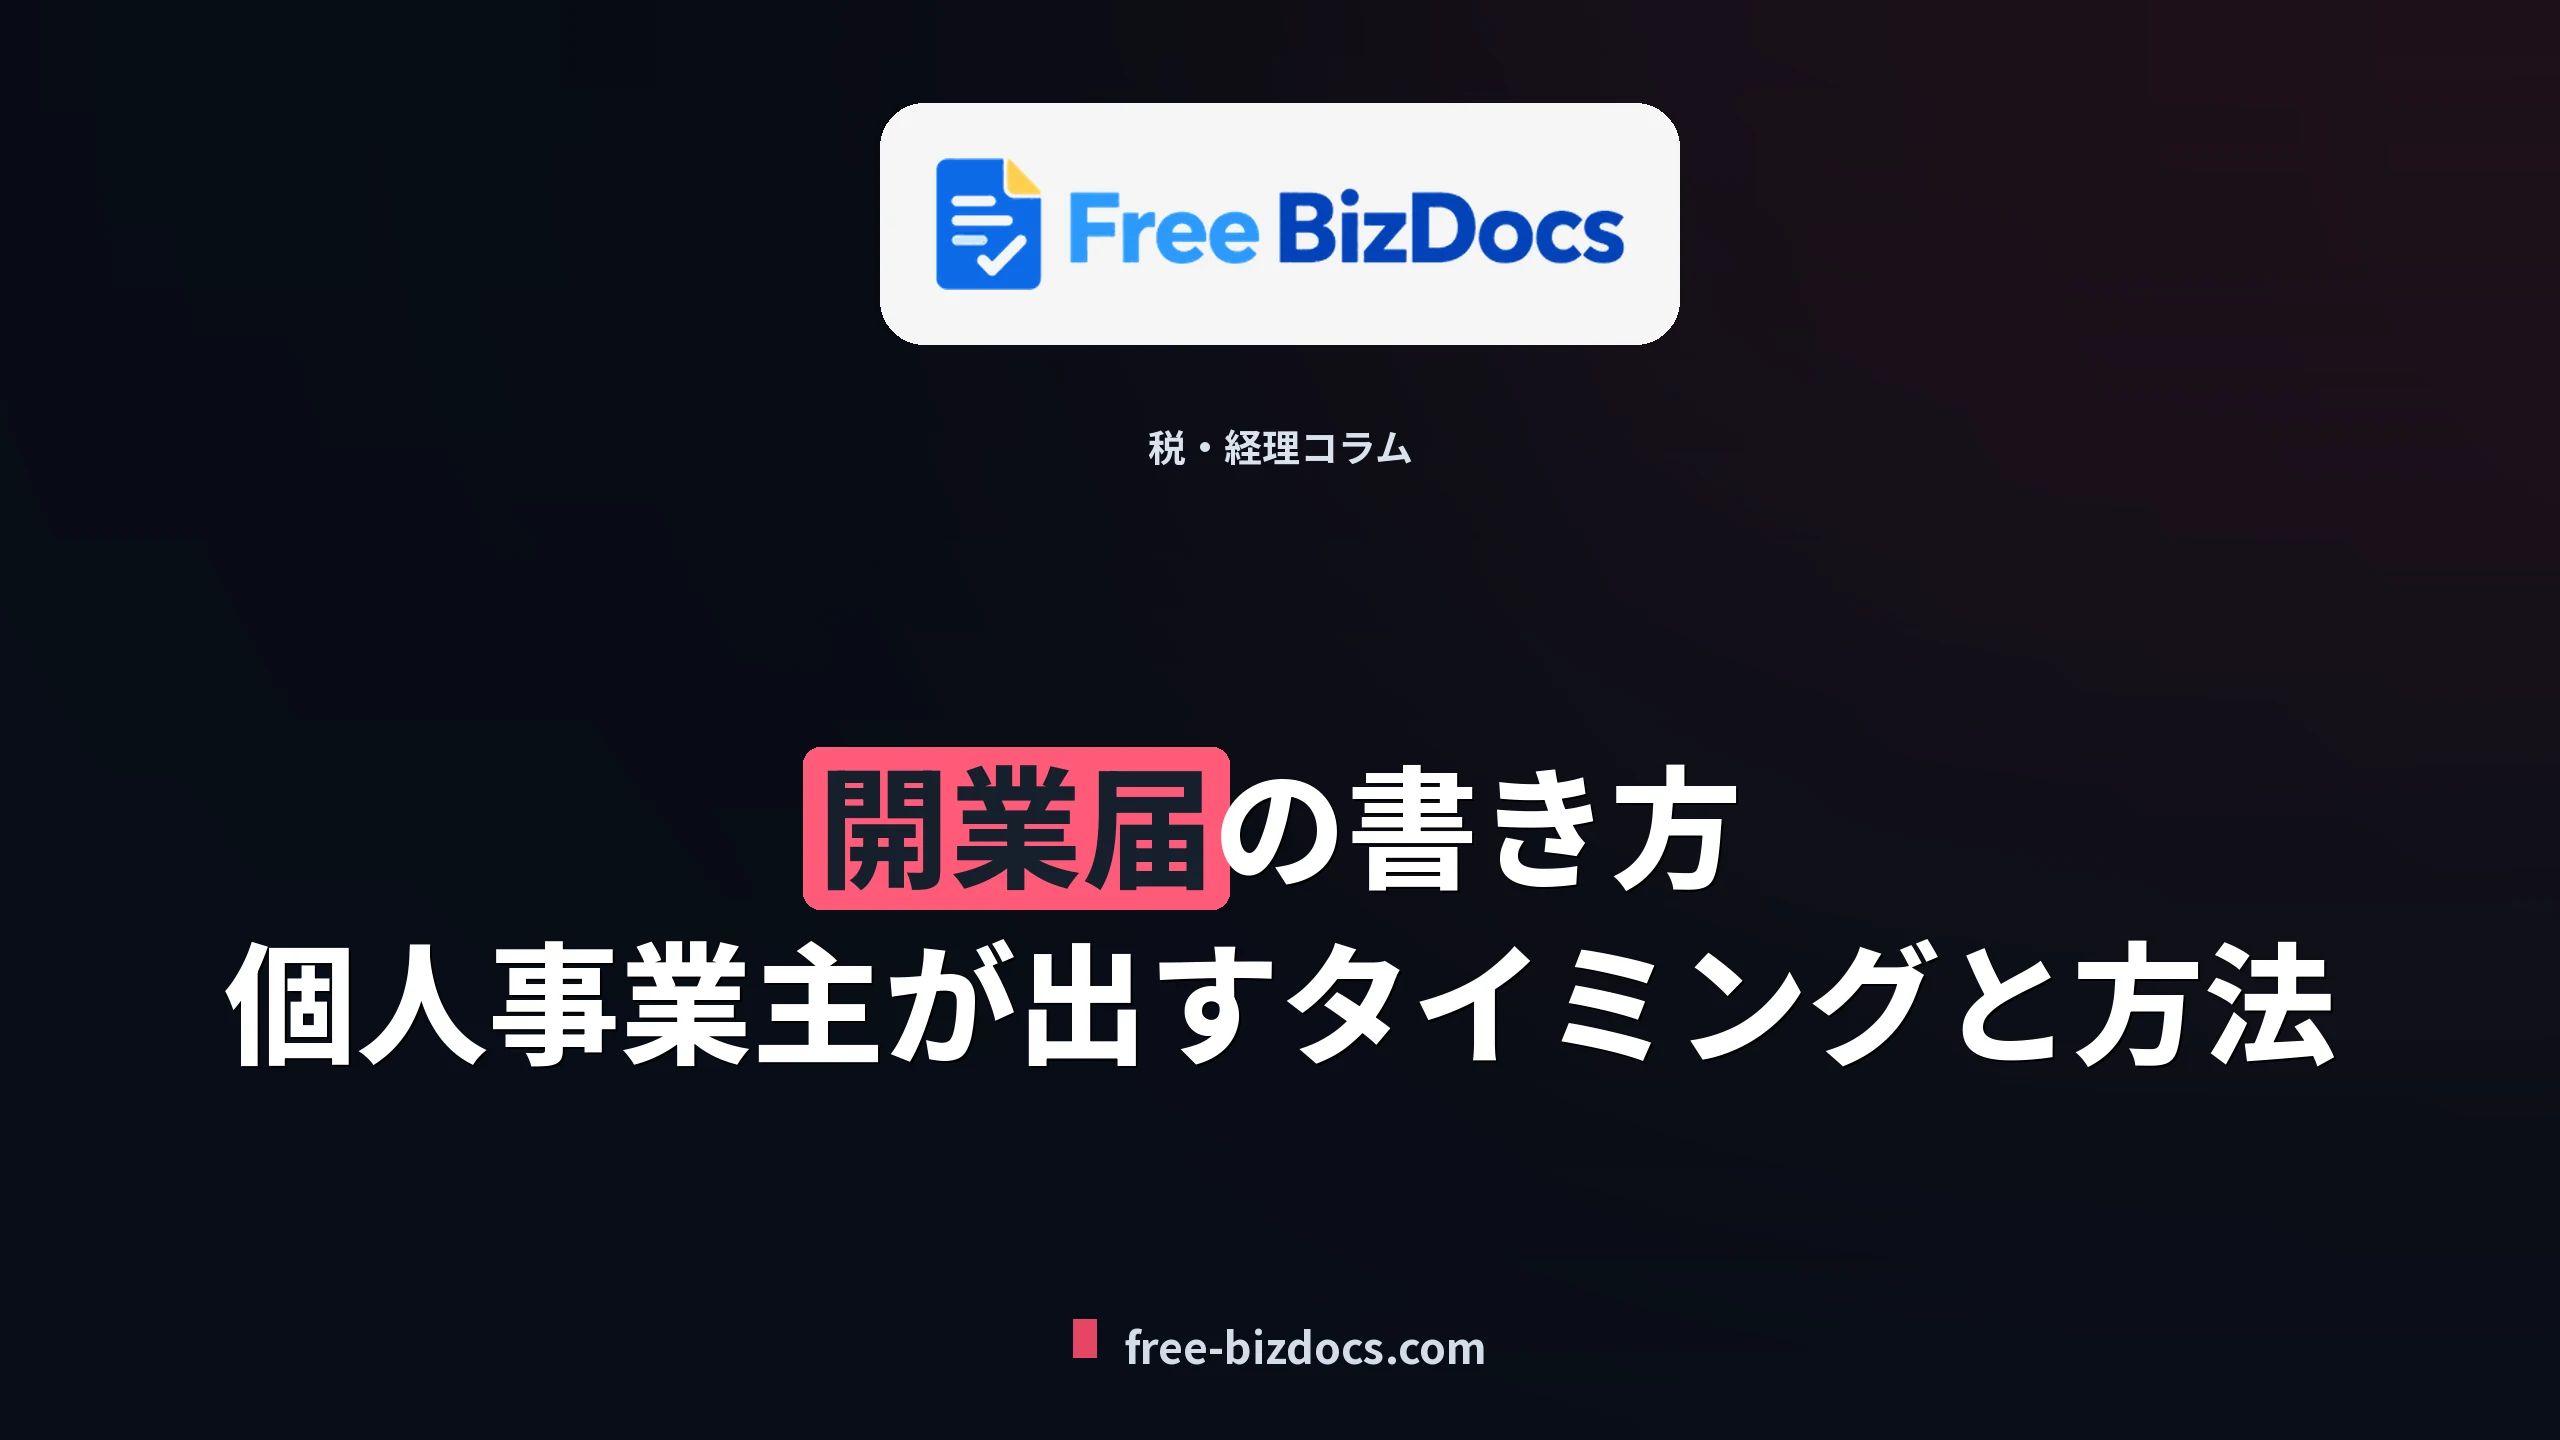 Free BizDocs
税・経理コラム
開業届の書き方
個人事業主が出すタイミングと方法
free-bizdocs.com